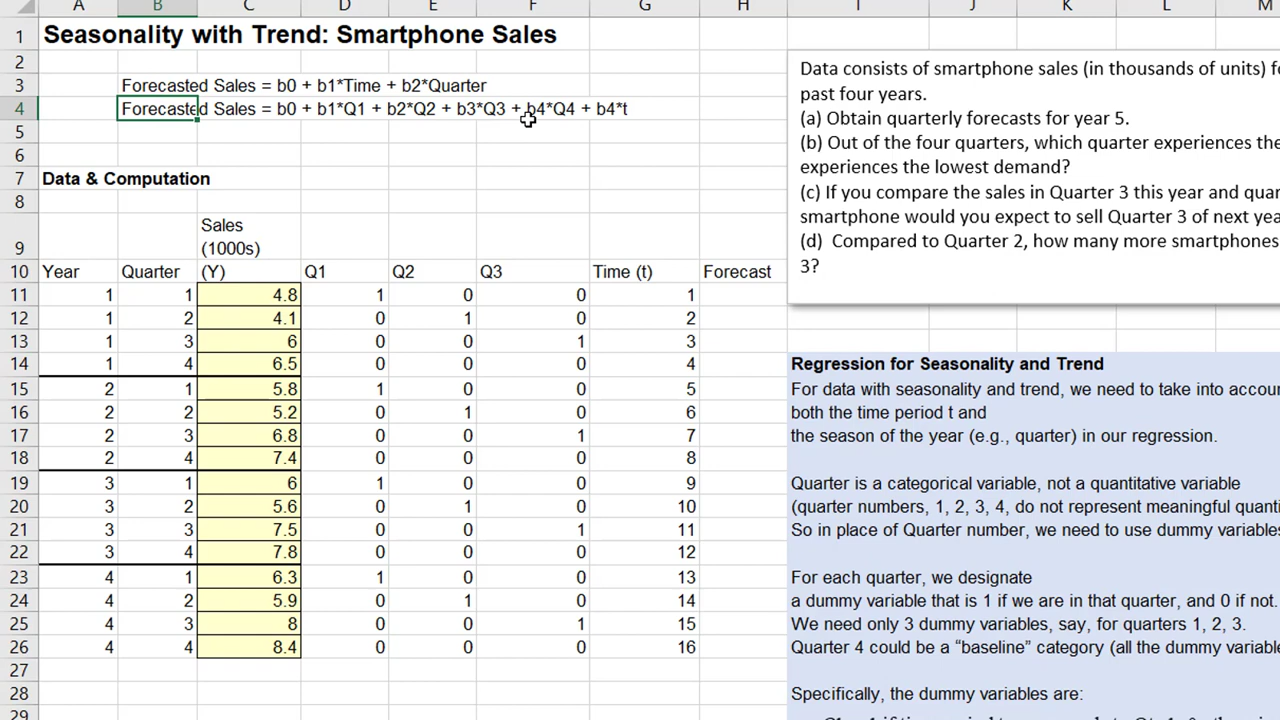 A B C D E F G H I J K L M
1 Seasonality with Trend: Smartphone Sales
2
3 Forecasted Sales = b0 + b1*Time + b2*Quarter
4 Forecasted Sales = b0 + b1*Q1 + b2*Q2 + b3*Q3 + b4*Q4 + b4*t
5
6
7 Data & Computation
8
Sales
9 (1000s)
10 Year Quarter (Y) Q1 Q2 Q3 Time (t) Forecast
11 1 1 4.8 1 0 0 1
12 1 2 4.1 0 1 0 2
13 1 3 6 0 0 1 3
14 1 4 6.5 0 0 0 4
15 2 1 5.8 1 0 0 5
16 2 2 5.2 0 1 0 6
17 2 3 6.8 0 0 1 7
18 2 4 7.4 0 0 0 8
19 3 1 6 1 0 0 9
20 3 2 5.6 0 1 0 10
21 3 3 7.5 0 0 1 11
22 3 4 7.8 0 0 0 12
23 4 1 6.3 1 0 0 13
24 4 2 5.9 0 1 0 14
25 4 3 8 0 0 1 15
26 4 4 8.4 0 0 0 16
27
28
29
Data consists of smartphone sales (in thousands of units) f
past four years.
(a) Obtain quarterly forecasts for year 5.
(b) Out of the four quarters, which quarter experiences the
experiences the lowest demand?
(c) If you compare the sales in Quarter 3 this year and quar
smartphone would you expect to sell Quarter 3 of next yea
(d) Compared to Quarter 2, how many more smartphones
3?
Regression for Seasonality and Trend
For data with seasonality and trend, we need to take into accou
both the time period t and
the season of the year (e.g., quarter) in our regression.
Quarter is a categorical variable, not a quantitative variable
(quarter numbers, 1, 2, 3, 4, do not represent meaningful quanti
So in place of Quarter number, we need to use dummy variables
For each quarter, we designate
a dummy variable that is 1 if we are in that quarter, and 0 if not.
We need only 3 dummy variables, say, for quarters 1, 2, 3.
Quarter 4 could be a “baseline” category (all the dummy variable
Specifically, the dummy variables are: